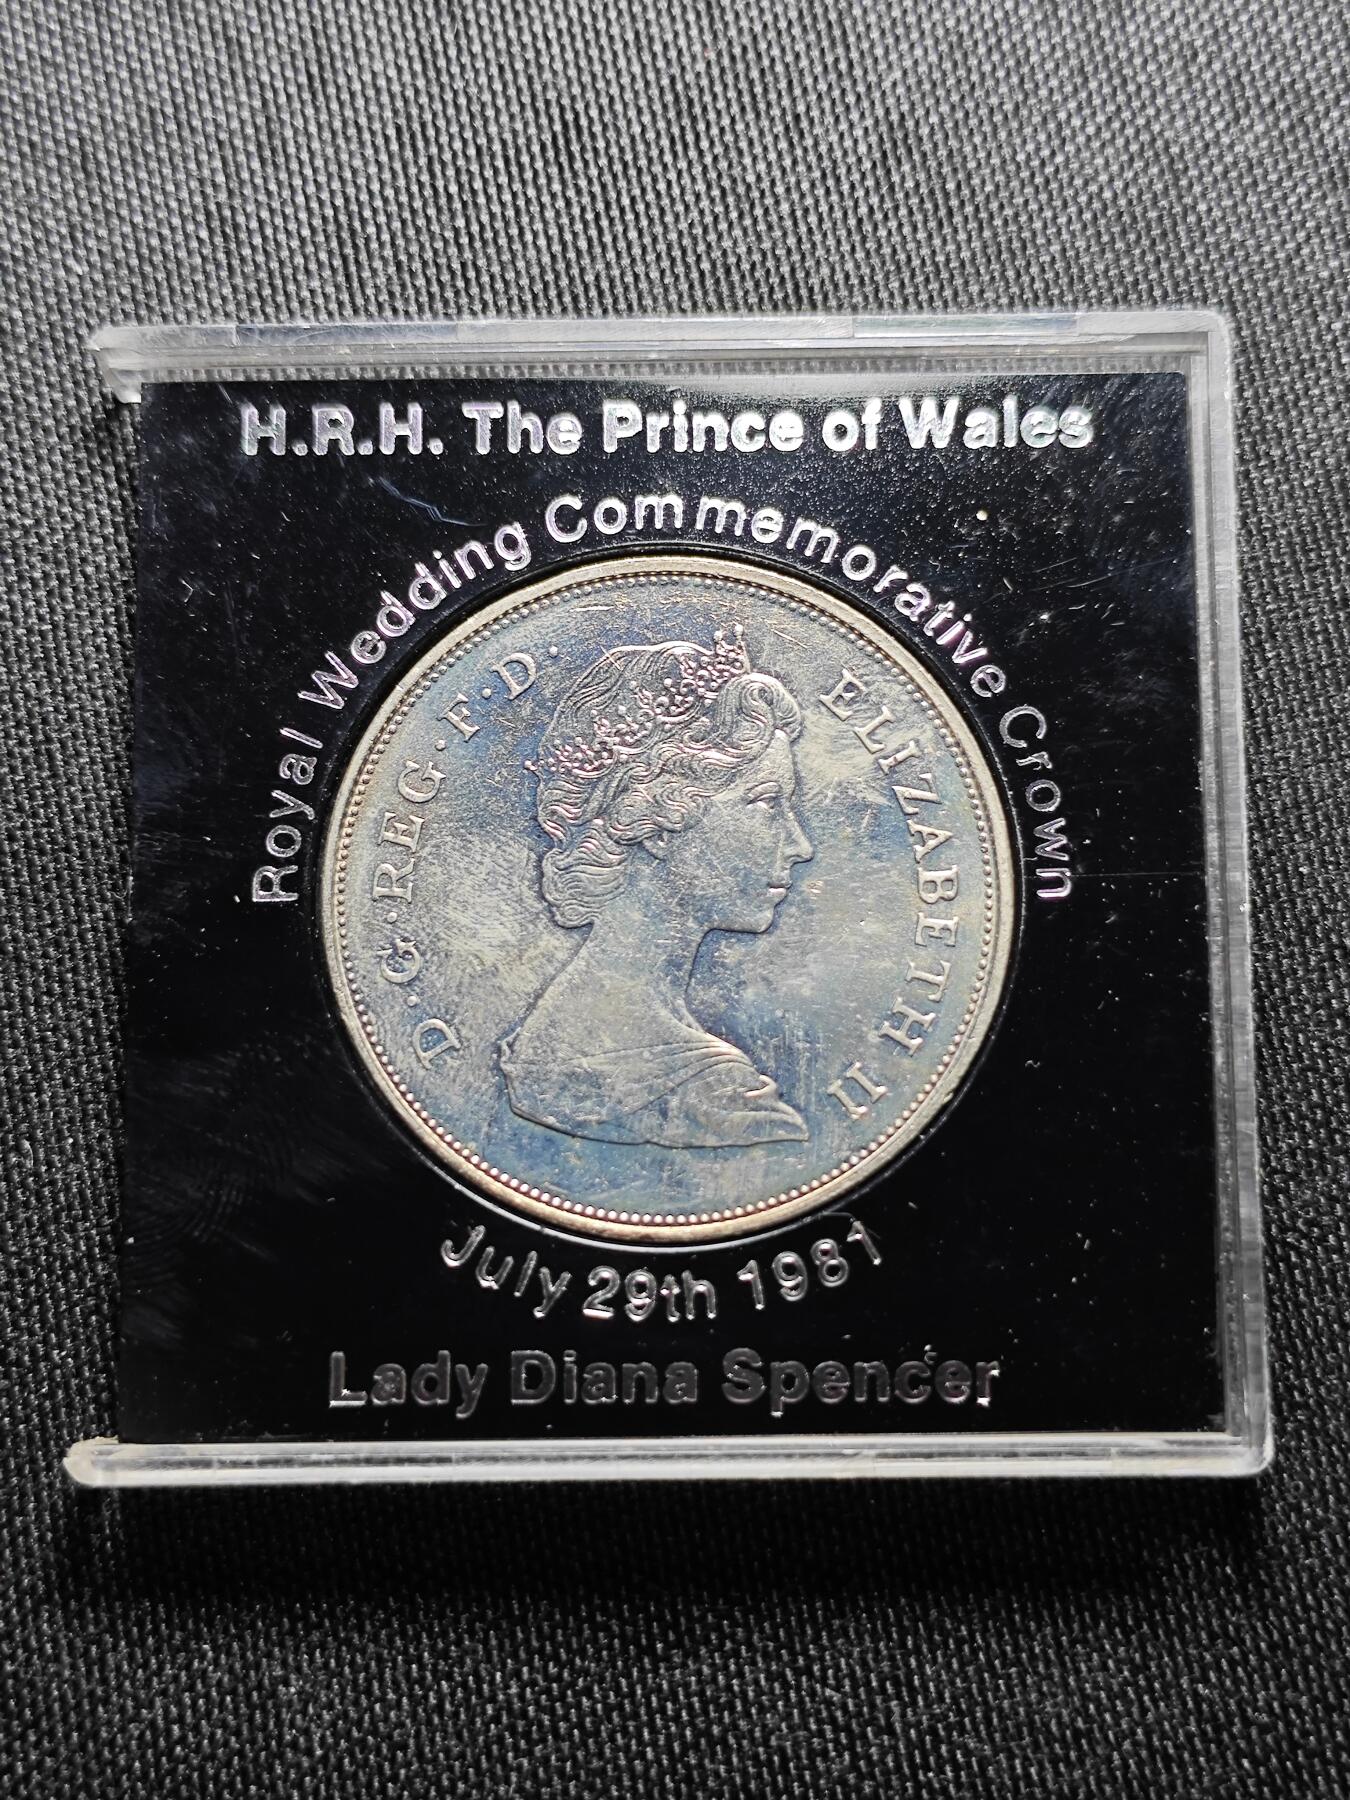 H.R.H. The Prince of Wales
Royal Wedding Commemorative Crown
D·G·REG·F·D· ELIZABETH II
July 29th 1981
Lady Diana Spencer